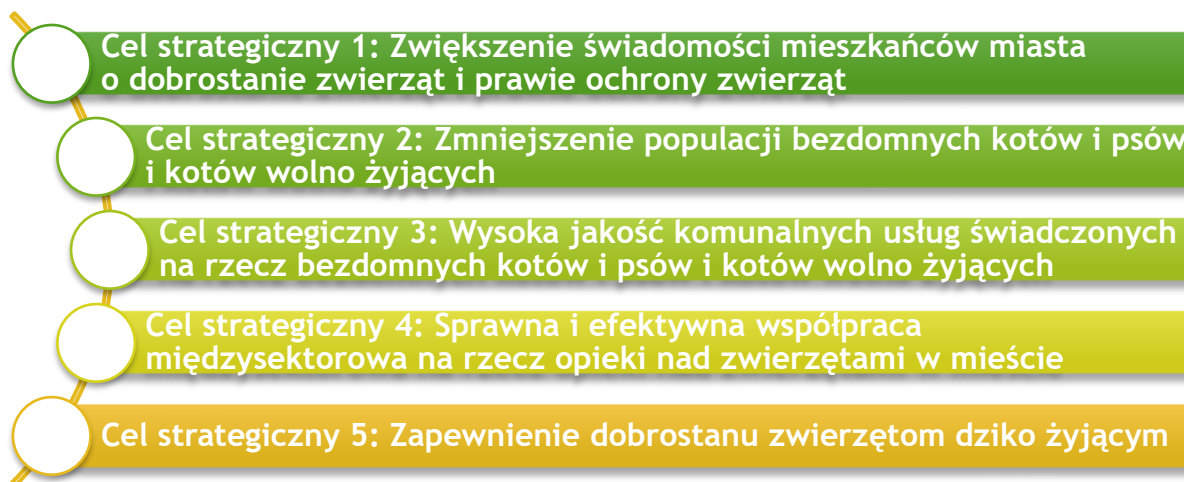 Cel strategiczny 1: Zwiększenie świadomości mieszkańców miasta
o dobrostanie zwierząt i prawie ochrony zwierząt
Cel strategiczny 2: Zmniejszenie populacji bezdomnych kotów i psów
i kotów wolno żyjących
Cel strategiczny 3: Wysoka jakość komunalnych usług świadczonych
na rzecz bezdomnych kotów i psów i kotów wolno żyjących
Cel strategiczny 4: Sprawna i efektywna współpraca
międzysektorowa na rzecz opieki nad zwierzętami w mieście
Cel strategiczny 5: Zapewnienie dobrostanu zwierzętom dziko żyjącym